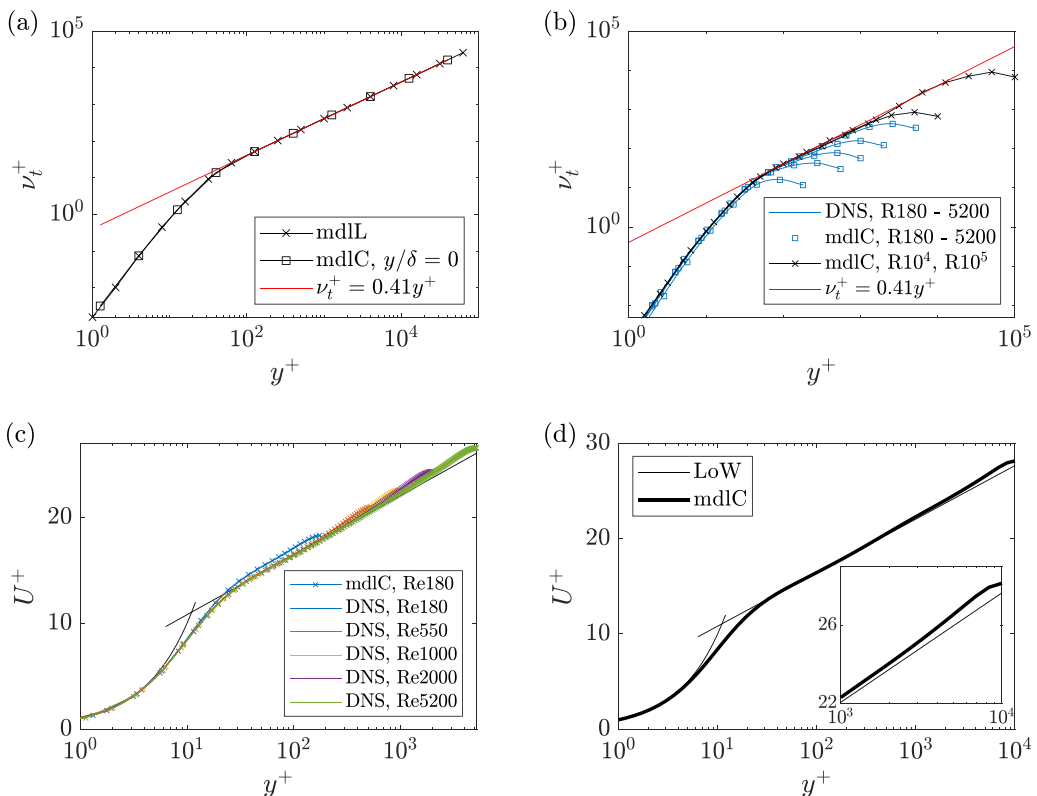 (a)
10^5
10^0
ν_t^+
10^0
10^2
10^4
y^+
mdlL
mdlC, y/δ = 0
ν_t^+ = 0.41y^+
(b)
10^5
10^0
ν_t^+
10^0
10^5
y^+
DNS, R180 - 5200
mdlC, R180 - 5200
mdlC, R10^4, R10^5
ν_t^+ = 0.41y^+
(c)
20
10
0
U^+
10^0
10^1
10^2
10^3
y^+
mdlC, Re180
DNS, Re180
DNS, Re550
DNS, Re1000
DNS, Re2000
DNS, Re5200
(d)
30
20
10
0
U^+
10^0
10^1
10^2
10^3
10^4
y^+
LoW
mdlC
26
22
10^3
10^4